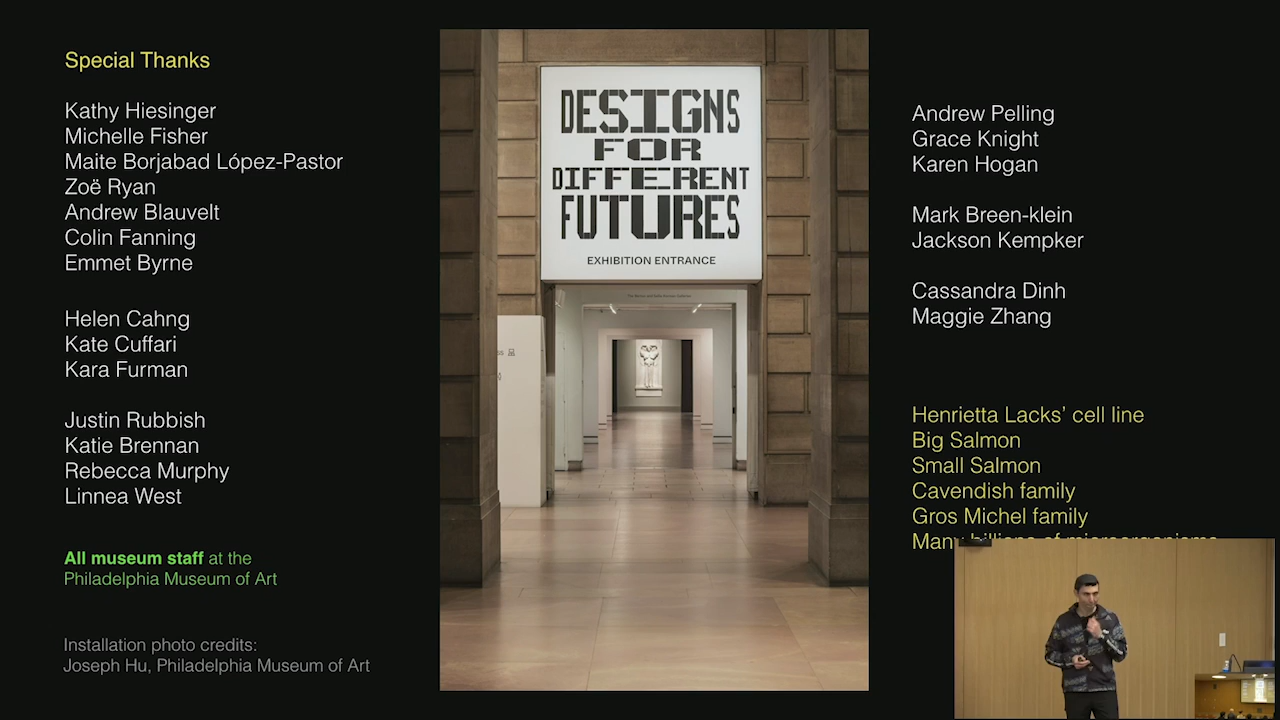 Special Thanks
Kathy Hiesinger
Michelle Fisher
Maite Borjabad López-Pastor
Zoë Ryan
Andrew Blauvelt
Colin Fanning
Emmet Byrne
Helen Cahng
Kate Cuffari
Kara Furman
Justin Rubbish
Katie Brennan
Rebecca Murphy
Linnea West
All museum staff at the
Philadelphia Museum of Art
Installation photo credits:
Joseph Hu, Philadelphia Museum of Art
DESIGNS
FOR
DIFFERENT
FUTURES
EXHIBITION ENTRANCE
Andrew Pelling
Grace Knight
Karen Hogan
Mark Breen-klein
Jackson Kempker
Cassandra Dinh
Maggie Zhang
Henrietta Lacks' cell line
Big Salmon
Small Salmon
Cavendish family
Gros Michel family
Many billions of microorganisms